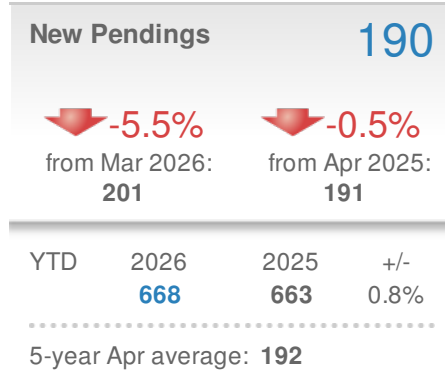 New Pendings 190
-5.5% -0.5%
from Mar 2026: from Apr 2025:
201 191
YTD 2026 2025 +/-
668 663 0.8%
5-year Apr average: 192